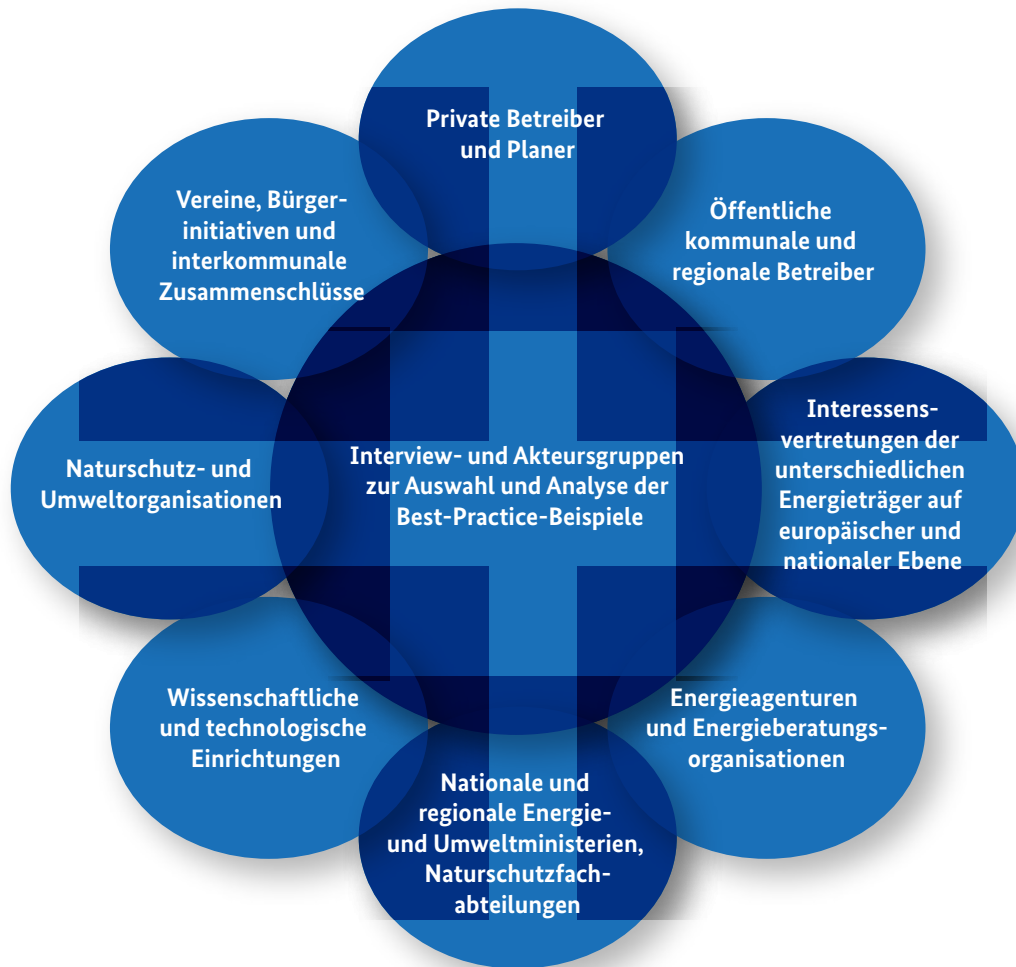 Private Betreiber
und Planer
Öffentliche
kommunale und
regionale Betreiber
Interessens-
vertretungen der
unterschiedlichen
Energieträger auf
europäischer und
nationaler Ebene
Energieagenturen
und Energieberatungs-
organisationen
Nationale und
regionale Energie-
und Umweltministerien,
Naturschutzfach-
abteilungen
Wissenschaftliche
und technologische
Einrichtungen
Naturschutz- und
Umweltorganisationen
Vereine, Bürger-
initiativen und
interkommunale
Zusammenschlüsse
Interview- und Akteursgruppen
zur Auswahl und Analyse der
Best-Practice-Beispiele